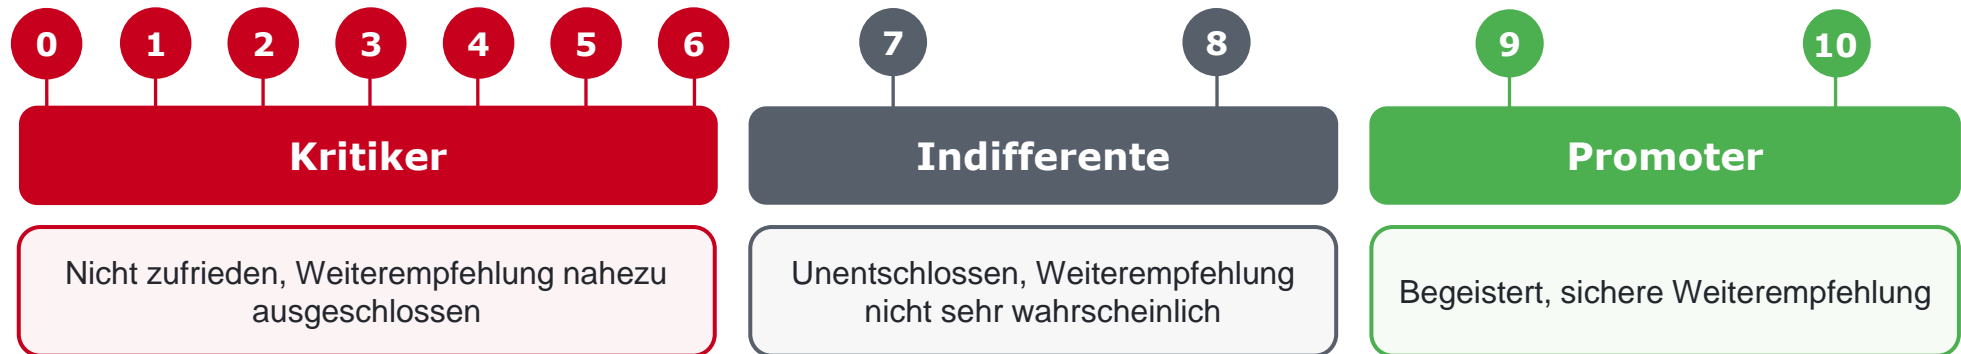 0 1 2 3 4 5 6 7 8 9 10
Kritiker
Indifferente
Promoter
Nicht zufrieden, Weiterempfehlung nahezu
ausgeschlossen
Unentschlossen, Weiterempfehlung
nicht sehr wahrscheinlich
Begeistert, sichere Weiterempfehlung